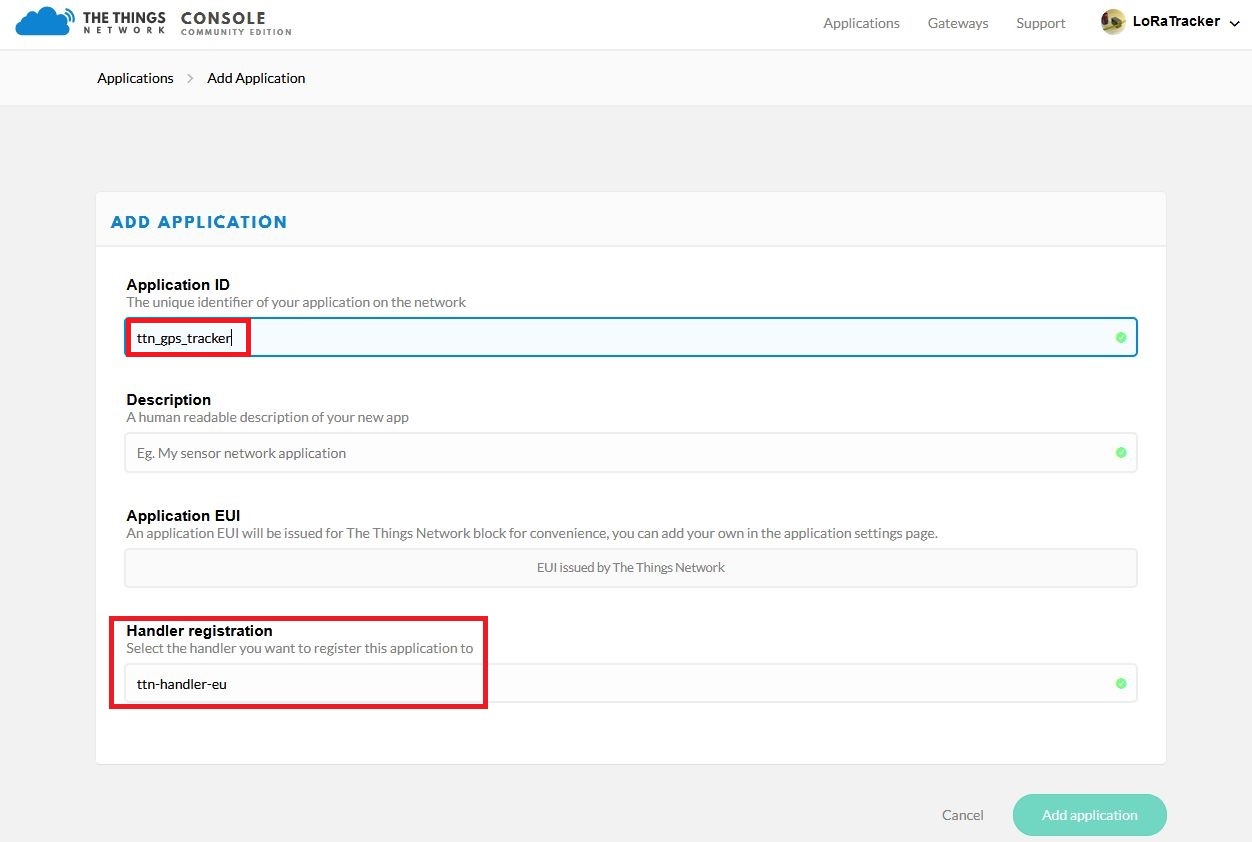 THE THINGS NETWORK CONSOLE COMMUNITY EDITION
Applications Gateways Support LoRaTracker
Applications Add Application
ADD APPLICATION
Application ID
The unique identifier of your application on the network
ttn_gps_tracker
Description
A human readable description of your new app
Eg. My sensor network application
Application EUI
An application EUI will be issued for The Things Network block for convenience, you can add your own in the application settings page.
EUI issued by The Things Network
Handler registration
Select the handler you want to register this application to
ttn-handler-eu
Cancel Add application